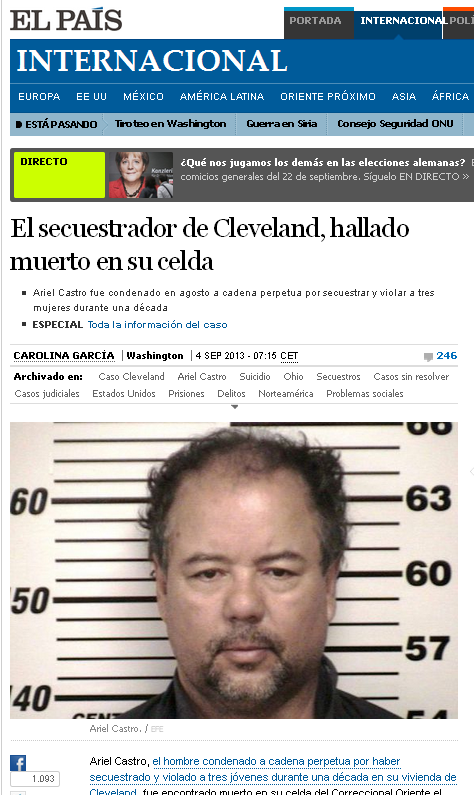 EL PAÍS
PORTADA
INTERNACIONAL
POLÍ
INTERNACIONAL
EUROPA EE UU MÉXICO AMÉRICA LATINA ORIENTE PRÓXIMO ASIA ÁFRICA
ESTÁ PASANDO Tiroteo en Washington Guerra en Siria Consejo Seguridad ONU
DIRECTO
Kanzleri
¿Qué nos jugamos los demás en las elecciones alemanas? E
comicios generales del 22 de septiembre. Síguelo EN DIRECTO »
El secuestrador de Cleveland, hallado
muerto en su celda
Ariel Castro fue condenado en agosto a cadena perpetua por secuestrar y violar a tres
mujeres durante una década
ESPECIAL Toda la información del caso
CAROLINA GARCÍA | Washington | 4 SEP 2013 - 07:15 CET
246
Archivado en: Caso Cleveland Ariel Castro Suicidio Ohio Secuestros Casos sin resolver
Casos judiciales Estados Unidos Prisiones Delitos Norteamérica Problemas sociales
66
60 63
60
50
57
40 54
CENT
Ariel Castro. / EFE
f
1.093
Ariel Castro, el hombre condenado a cadena perpetua por haber
secuestrado y violado a tres jóvenes durante una década en su vivienda de
Cleveland, fue encontrado muerto en su celda del Correccional Oriente el